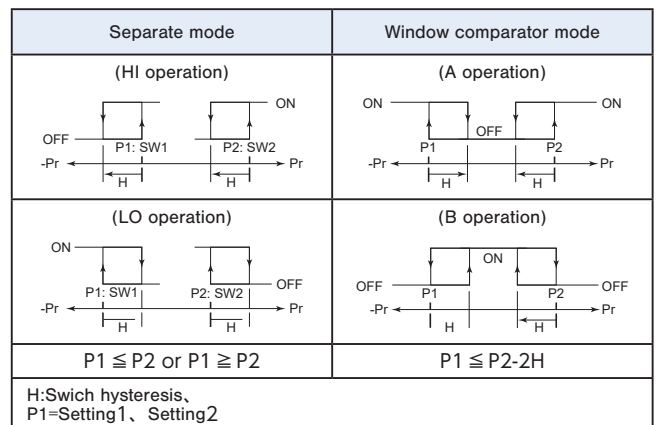 Separate mode
Window comparator mode
(HI operation)
ON
OFF
P1: SW1
P2: SW2
-Pr
Pr
H
H
(A operation)
ON
ON
OFF
P1
P2
-Pr
Pr
H
H
(LO operation)
ON
OFF
P1: SW1
P2: SW2
-Pr
Pr
H
H
(B operation)
ON
OFF
OFF
P1
P2
-Pr
Pr
H
H
P1 ≦ P2 or P1 ≧ P2
P1 ≦ P2-2H
H:Swich hysteresis、
P1=Setting1、Setting2